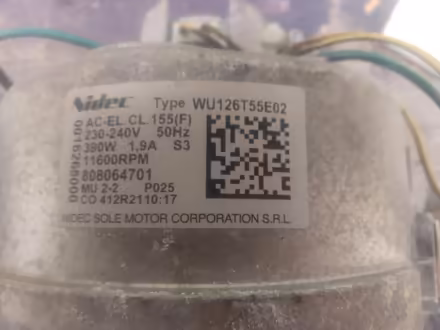 Nidec Type WU126T55E02
AC-EL CL.155(F)
230-240V 50Hz
390W 1,9A S3
11600RPM
808064701
MU 2-2 P025
CO 412R2110:17
NIDEC SOLE MOTOR CORPORATION S.R.L.